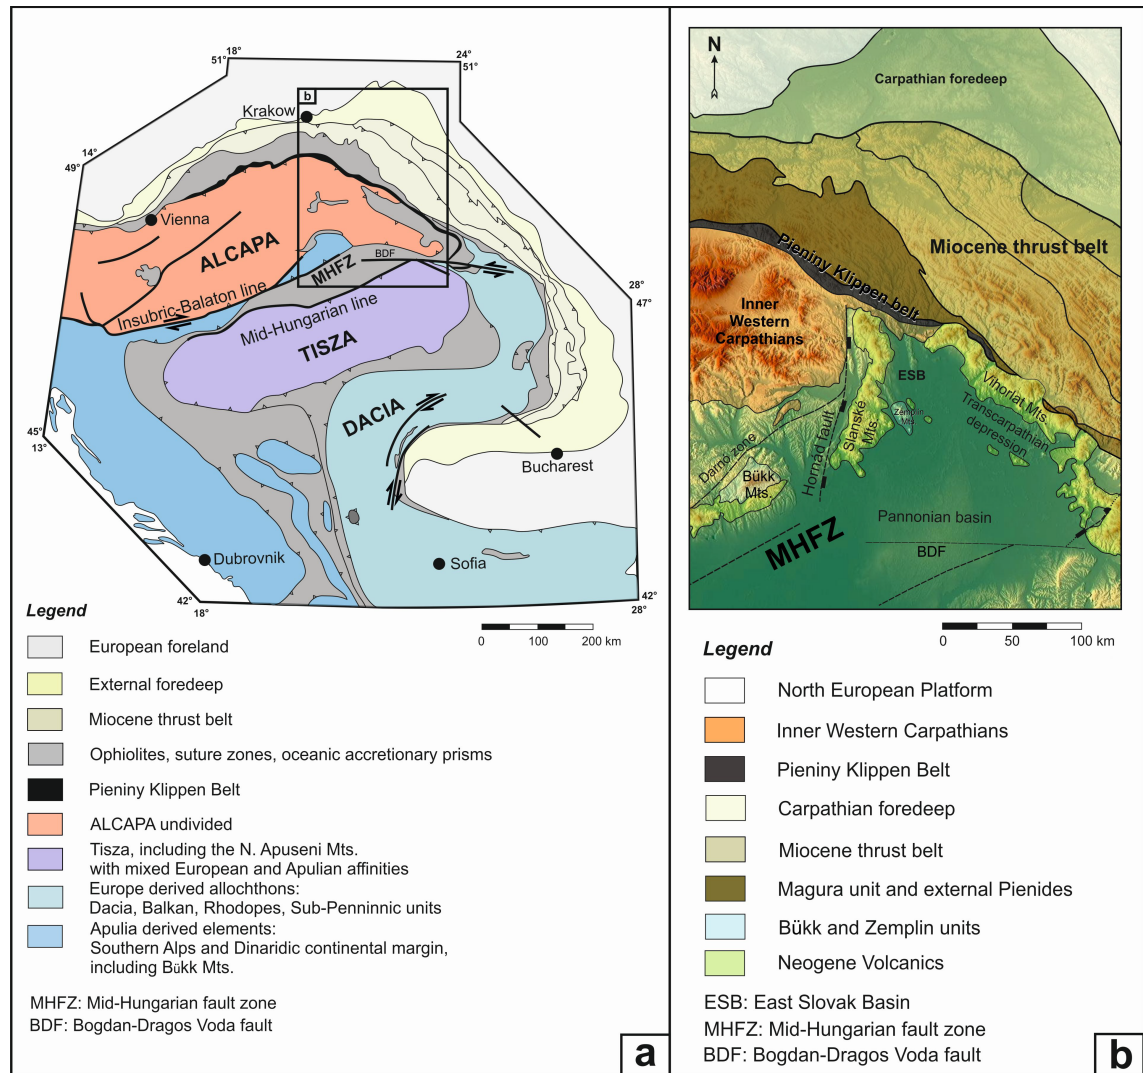 18°
24°
51°
51°
b
Krakow
14°
49°
Vienna
ALCAPA
MHFZ
BDF
Insubric-Balaton line
Mid-Hungarian line
TISZA
28°
47°
DACIA
45°
13°
Bucharest
Dubrovnik
Sofia
42°
18°
42°
28°
0 50 100 200 km
Legend
European foreland
External foredeep
Miocene thrust belt
Ophiolites, suture zones, oceanic accretionary prisms
Pieniny Klippen Belt
ALCAPA undivided
Tisza, including the N. Apuseni Mts.
with mixed European and Apulian affinities
Europe derived allochthons:
Dacia, Balkan, Rhodopes, Sub-Penninnic units
Apulia derived elements:
Southern Alps and Dinaridic continental margin,
including Bükk Mts.
MHFZ: Mid-Hungarian fault zone
BDF: Bogdan-Dragos Voda fault
a
N
Carpathian foredeep
Miocene thrust belt
Pieniny Klippen belt
Inner
Western
Carpathians
ESB
Vihorlat Mts.
Transcarpathian
depression
Zemplin
Mts.
Slanské
Mts.
Hornád fault
Darnó zone
Bükk
Mts.
Pannonian basin
MHFZ
BDF
0 50 100 km
Legend
North European Platform
Inner Western Carpathians
Pieniny Klippen Belt
Carpathian foredeep
Miocene thrust belt
Magura unit and external Pienides
Bükk and Zemplin units
Neogene Volcanics
ESB: East Slovak Basin
MHFZ: Mid-Hungarian fault zone
BDF: Bogdan-Dragos Voda fault
b